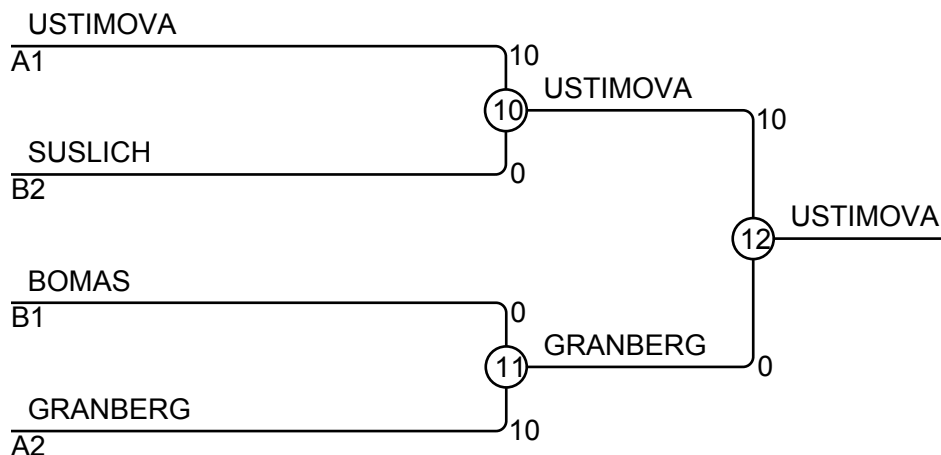 USTIMOVA
A1
10
10
USTIMOVA
10
SUSLICH
B2
0
12
USTIMOVA
BOMAS
B1
0
11
GRANBERG
0
GRANBERG
A2
10